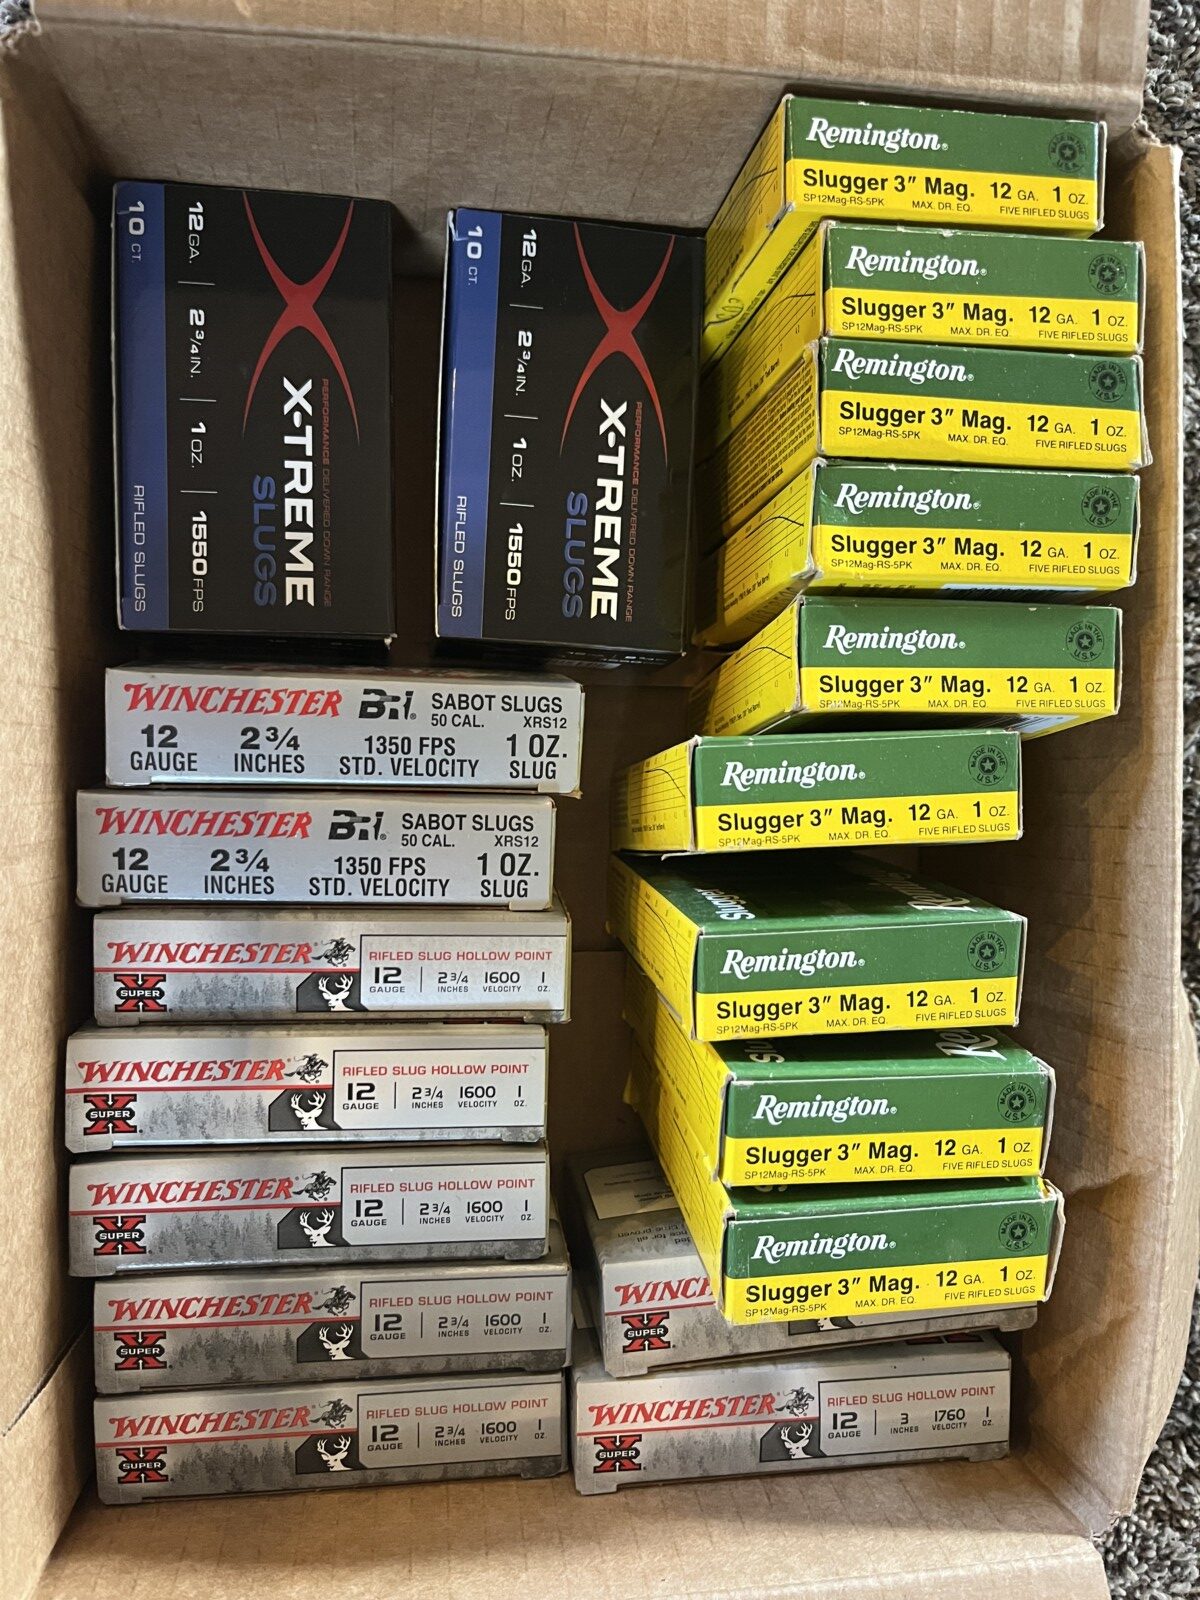 10 CT.
12 GA. | 2 3/4 IN. | 1 OZ. | 1550 FPS
RIFLED SLUGS
X-TREME
SLUGS
PERFORMANCE DELIVERED DOWN RANGE
10 CT.
12 GA. | 2 3/4 IN. | 1 OZ. | 1550 FPS
RIFLED SLUGS
X-TREME
SLUGS
PERFORMANCE DELIVERED DOWN RANGE
WINCHESTER BRI. SABOT SLUGS
50 CAL. XRS12
12 2 3/4 1350 FPS 1 OZ.
GAUGE INCHES STD. VELOCITY SLUG
WINCHESTER BRI. SABOT SLUGS
50 CAL. XRS12
12 2 3/4 1350 FPS 1 OZ.
GAUGE INCHES STD. VELOCITY SLUG
WINCHESTER RIFLED SLUG HOLLOW POINT
SUPER X 12 | 2 3/4 1600 1
GAUGE INCHES VELOCITY OZ.
WINCHESTER RIFLED SLUG HOLLOW POINT
SUPER X 12 | 2 3/4 1600 1
GAUGE INCHES VELOCITY OZ.
WINCHESTER RIFLED SLUG HOLLOW POINT
SUPER X 12 | 2 3/4 1600 1
GAUGE INCHES VELOCITY OZ.
WINCHESTER RIFLED SLUG HOLLOW POINT
SUPER X 12 | 2 3/4 1600 1
GAUGE INCHES VELOCITY OZ.
WINCHESTER RIFLED SLUG HOLLOW POINT
SUPER X 12 | 2 3/4 1600 1
GAUGE INCHES VELOCITY OZ.
Remington. MADE IN THE U.S.A.
Slugger 3" Mag. 12 GA. 1 OZ.
SP12Mag-RS-5PK MAX. DR. EQ. FIVE RIFLED SLUGS
Remington. MADE IN THE U.S.A.
Slugger 3" Mag. 12 GA. 1 OZ.
SP12Mag-RS-5PK MAX. DR. EQ. FIVE RIFLED SLUGS
Remington. MADE IN THE U.S.A.
Slugger 3" Mag. 12 GA. 1 OZ.
SP12Mag-RS-5PK MAX. DR. EQ. FIVE RIFLED SLUGS
Remington. MADE IN THE U.S.A.
Slugger 3" Mag. 12 GA. 1 OZ.
SP12Mag-RS-5PK MAX. DR. EQ. FIVE RIFLED SLUGS
Remington. MADE IN THE U.S.A.
Slugger 3" Mag. 12 GA. 1 OZ.
SP12Mag-RS-5PK MAX. DR. EQ. FIVE RIFLED SLUGS
Remington. MADE IN THE U.S.A.
Slugger 3" Mag. 12 GA. 1 OZ.
SP12Mag-RS-5PK MAX. DR. EQ. FIVE RIFLED SLUGS
Slugger
Remington. MADE IN THE U.S.A.
Slugger 3" Mag. 12 GA. 1 OZ.
SP12Mag-RS-5PK MAX. DR. EQ. FIVE RIFLED SLUGS
Remington. MADE IN THE U.S.A.
Slugger 3" Mag. 12 GA. 1 OZ.
SP12Mag-RS-5PK MAX. DR. EQ. FIVE RIFLED SLUGS
Remington. MADE IN THE U.S.A.
Slugger 3" Mag. 12 GA. 1 OZ.
SP12Mag-RS-5PK MAX. DR. EQ. FIVE RIFLED SLUGS
WINC
SUPER X
WINCHESTER RIFLED SLUG HOLLOW POINT
SUPER X 12 | 3 1760 1
GAUGE INCHES VELOCITY OZ.